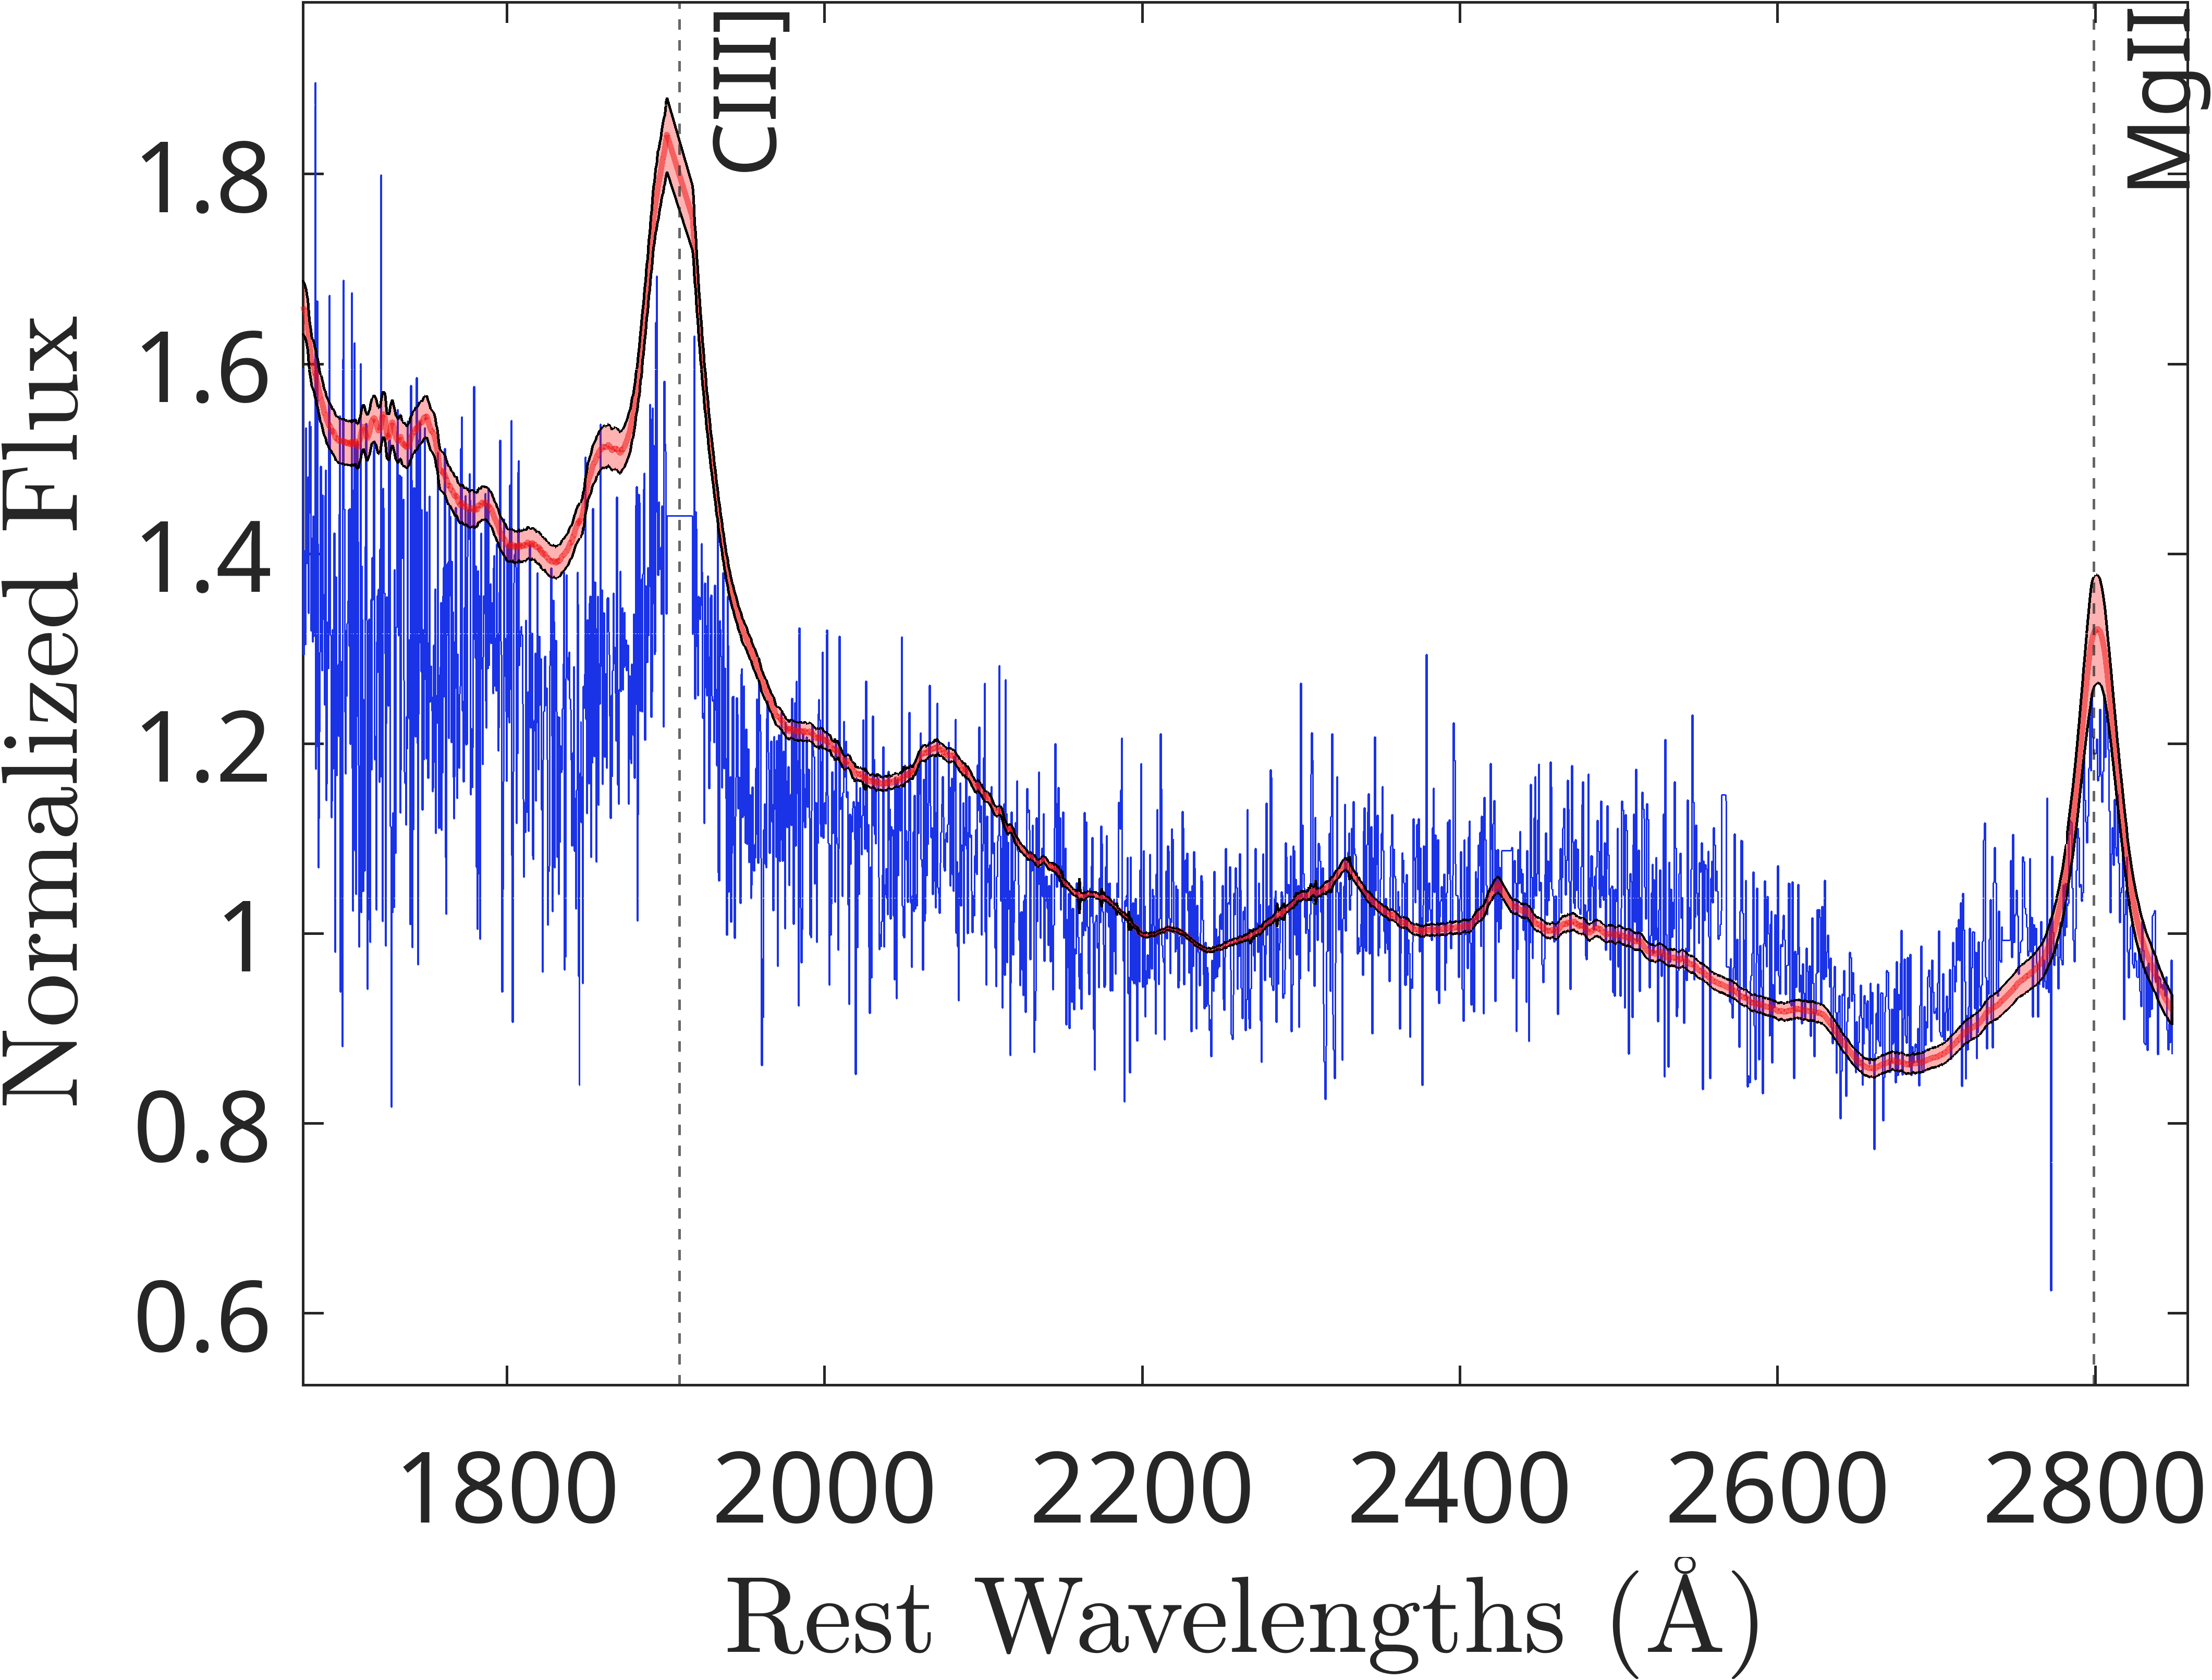 CIII]
MgII
1.8
1.6
1.4
1.2
1
0.8
0.6
Normalized Flux
1800 2000 2200 2400 2600 2800
Rest Wavelengths (Å)